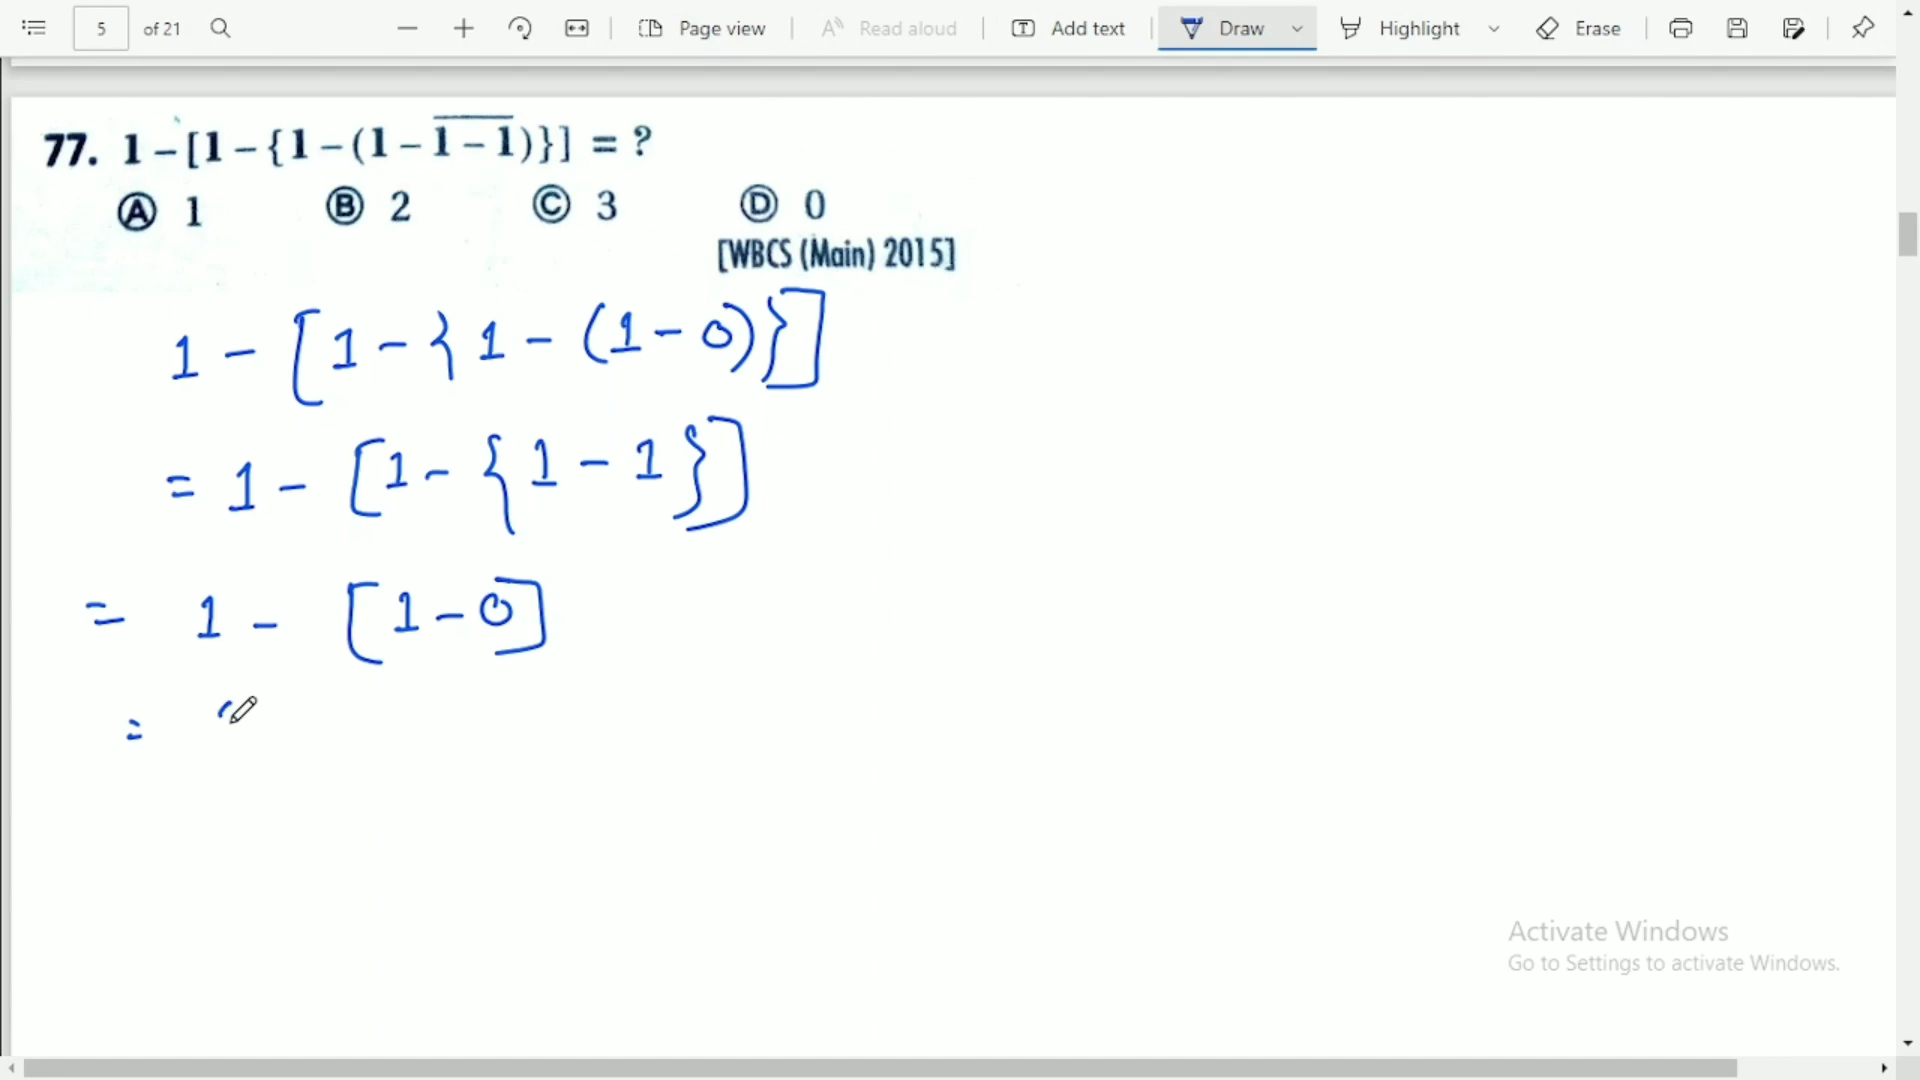 5 of 21 Page view Read aloud Add text Draw Highlight Erase
77. 1 – [1 – {1 – (1 – \overline{1 – 1})}] = ?
Ⓐ 1 Ⓑ 2 Ⓒ 3 Ⓓ 0
[WBCS (Main) 2015]
1 - [1 - {1 - (1 - 0)}]
= 1 - [1 - {1 - 1}]
= 1 - [1 - 0]
=
Activate Windows
Go to Settings to activate Windows.